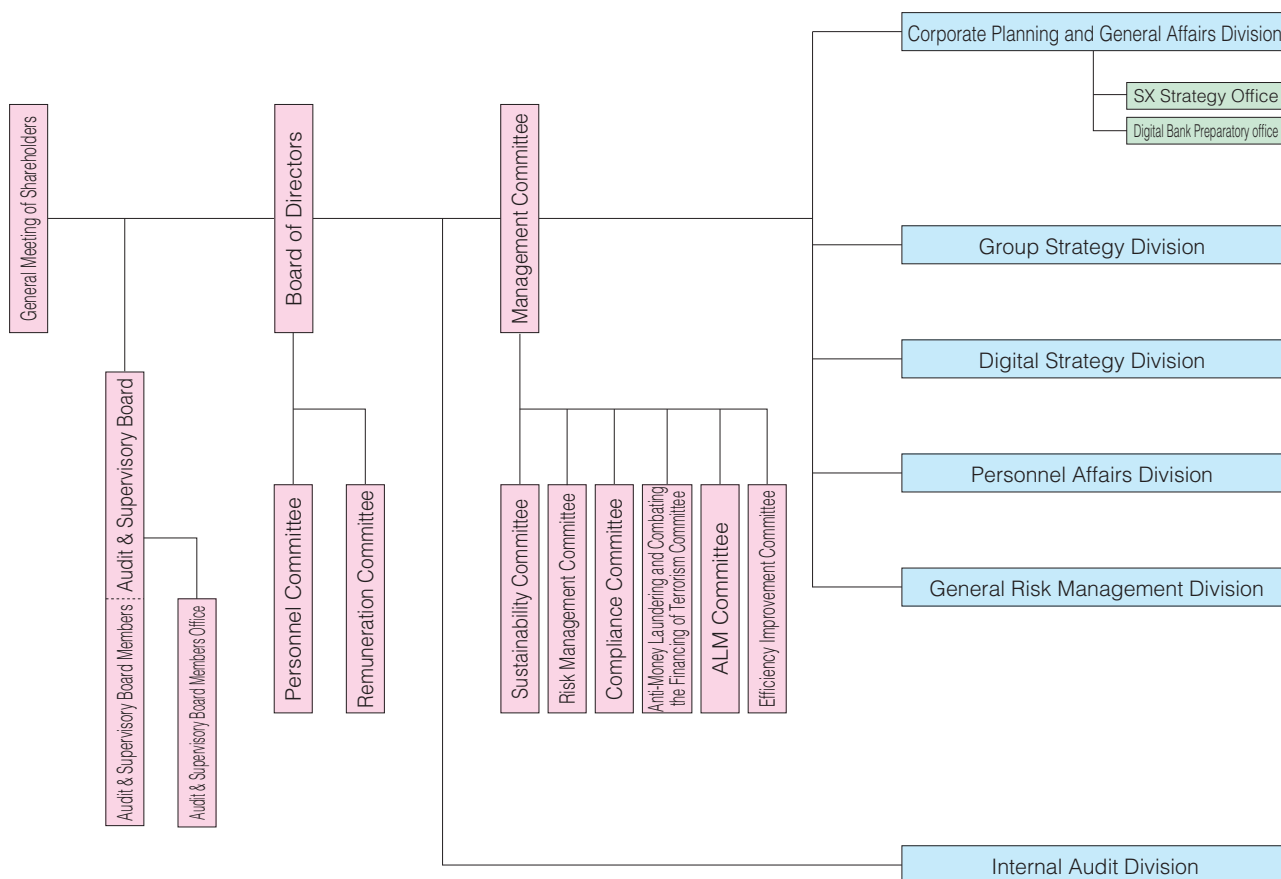 General Meeting of Shareholders
Audit & Supervisory Board
Audit & Supervisory Board Members
Audit & Supervisory Board Members Office
Board of Directors
Personnel Committee
Remuneration Committee
Management Committee
Sustainability Committee
Risk Management Committee
Compliance Committee
Anti-Money Laundering and Combating
the Financing of Terrorism Committee
ALM Committee
Efficiency Improvement Committee
Corporate Planning and General Affairs Division
SX Strategy Office
Digital Bank Preparatory office
Group Strategy Division
Digital Strategy Division
Personnel Affairs Division
General Risk Management Division
Internal Audit Division